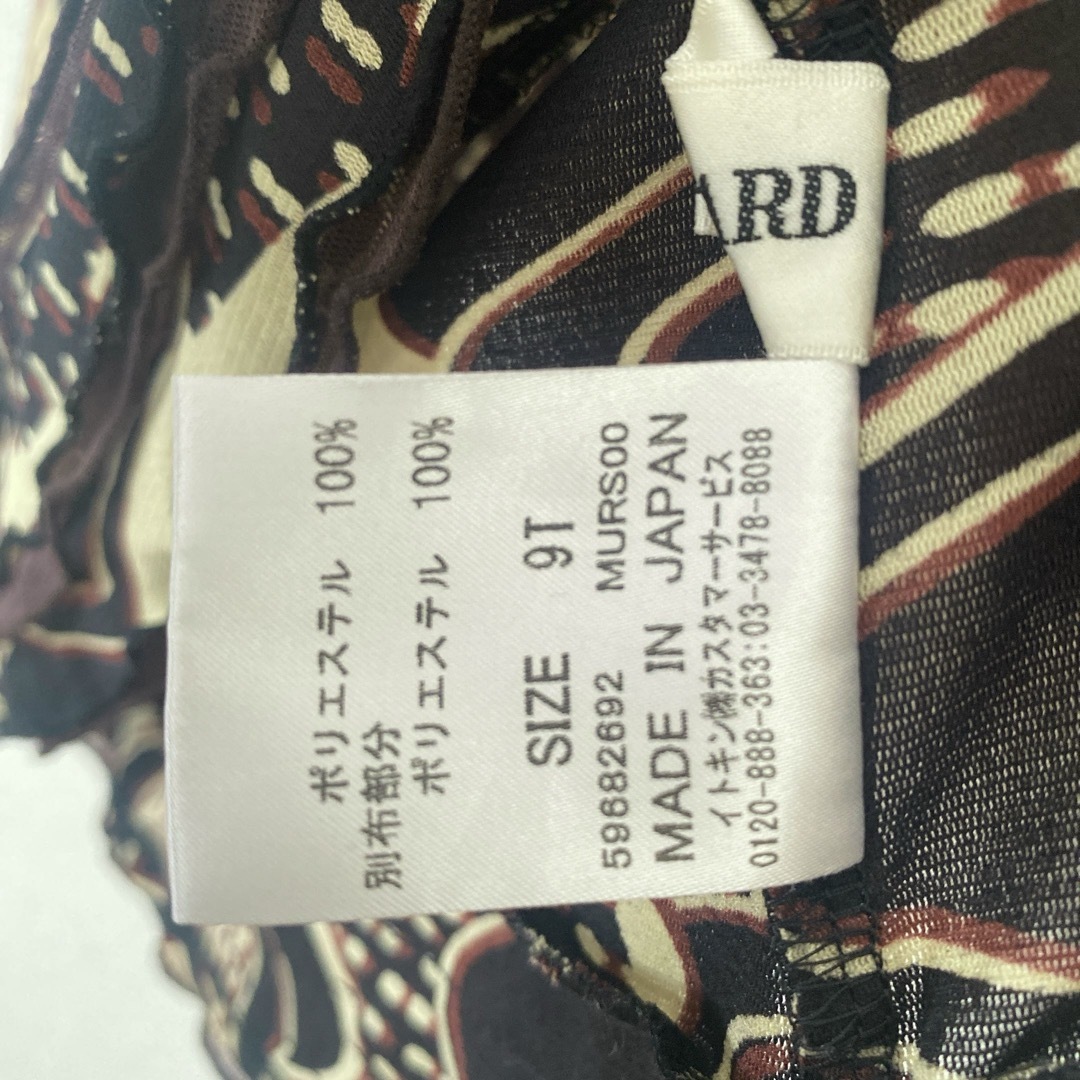 ARD
ポリエステル 100%
別布部分
ポリエステル 100%
SIZE 9T
59682692 MURSOO
MADE IN JAPAN
イトキン㈱カスタマーサービス
0120-888-363:03-3478-8088